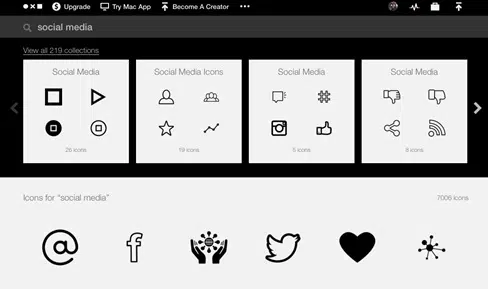 Upgrade Try Mac App Become A Creator
social media
View all 219 collections
Social Media Social Media Icons Social Media Social Media
26 icons 19 icons 5 icons 8 icons
Icons for “social media” 7006 icons